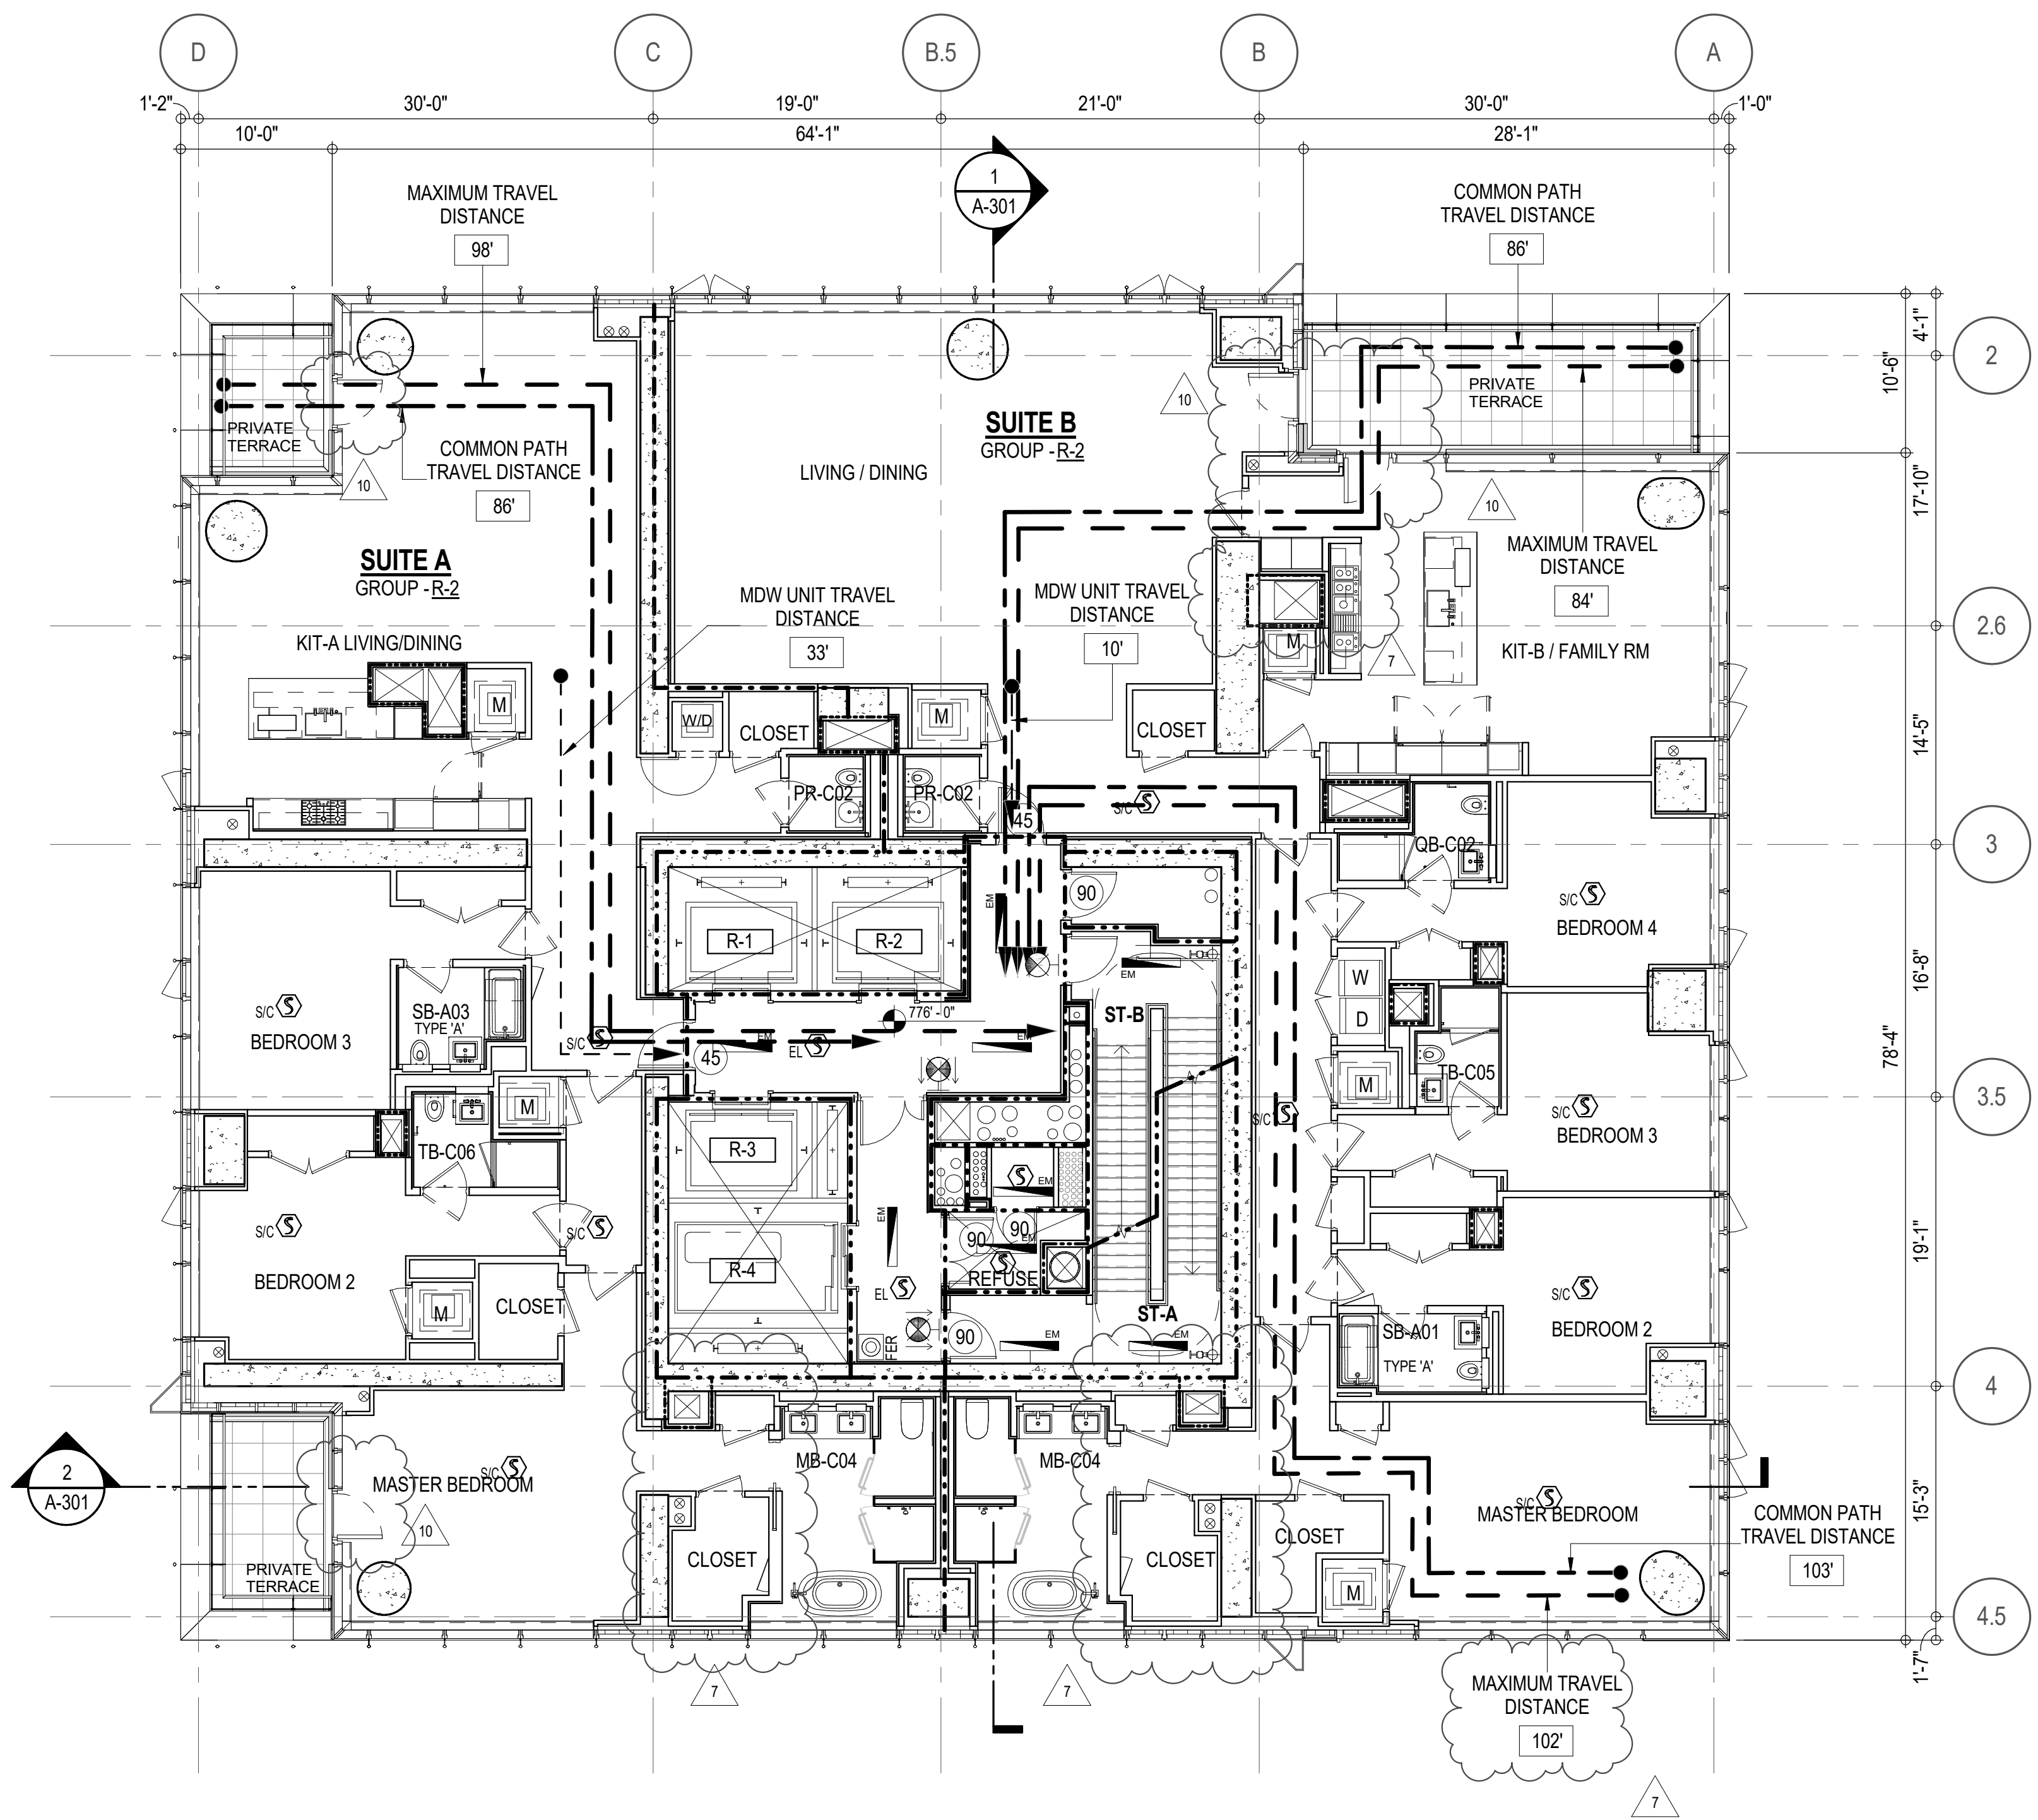 D
C
B.5
B
A
1'-2"
30'-0"
19'-0"
21'-0"
30'-0"
1'-0"
10'-0"
64'-1"
28'-1"
1
A-301
MAXIMUM TRAVEL
DISTANCE
98'
COMMON PATH
TRAVEL DISTANCE
86'
4'-1"
2
10'-6"
PRIVATE
TERRACE
10
COMMON PATH
TRAVEL DISTANCE
86'
SUITE B
GROUP - R-2
LIVING / DINING
10
PRIVATE
TERRACE
10
17'-10"
SUITE A
GROUP - R-2
KIT-A LIVING/DINING
MDW UNIT TRAVEL
DISTANCE
33'
MDW UNIT TRAVEL
DISTANCE
10'
MAXIMUM TRAVEL
DISTANCE
84'
2.6
M
7
KIT-B / FAMILY RM
M
W/D
CLOSET
M
CLOSET
14'-5"
PR-C02
PR-C02
45
S/C
S
3
QB-C02
90
EM
R-1
R-2
S/C
S
BEDROOM 4
EM
W
D
16'-8"
S/C
S
BEDROOM 3
SB-A03
TYPE 'A'
776' - 0"
ST-B
S/C
S
45
EM
EL
S
EM
78'-4"
M
TB-C06
R-3
M
TB-C05
S/C
S
S/C
S
BEDROOM 3
3.5
S
EM
S/C
S
BEDROOM 2
S/C
S
EM
90
90
EM
S
REFUSE
R-4
EL
S
19'-1"
M
CLOSET
FER
90
EM
ST-A
EM
S/C
S
BEDROOM 2
SB-A01
TYPE 'A'
4
2
A-301
S/C
S
MASTER BEDROOM
10
MB-C04
MB-C04
S/C
S
MASTER BEDROOM
COMMON PATH
TRAVEL DISTANCE
103'
15'-3"
PRIVATE
TERRACE
CLOSET
CLOSET
CLOSET
M
4.5
1'-7"
7
7
MAXIMUM TRAVEL
DISTANCE
102'
7